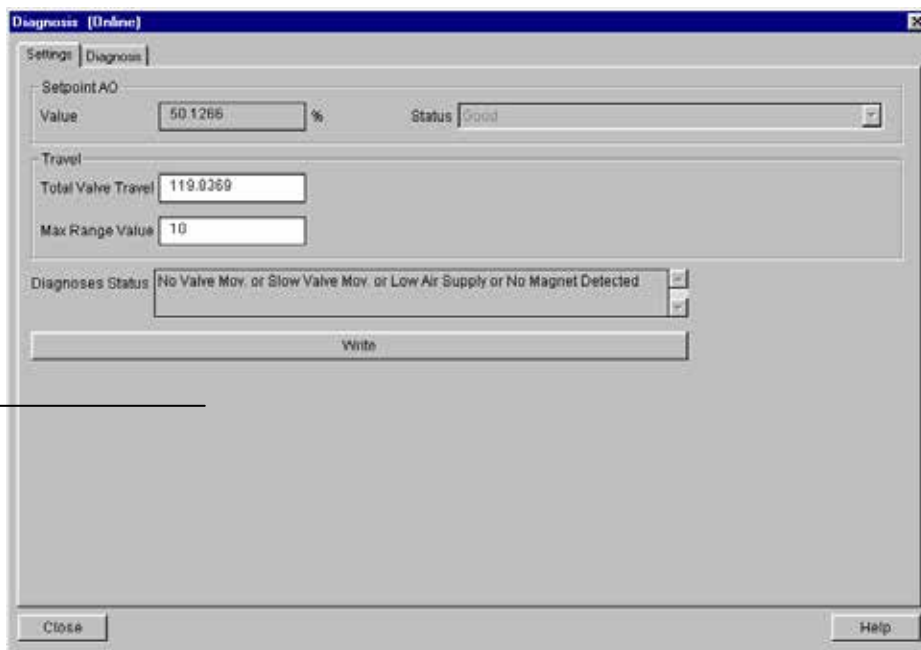 Diagnosis (Online)
Settings Diagnosis
Setpoint AO
Value 50.1266 % Status Good
Travel
Total Valve Travel 119.8369
Max Range Value 10
Diagnoses Status No Valve Mov. or Slow Valve Mov. or Low Air Supply or No Magnet Detected
Write
Close Help